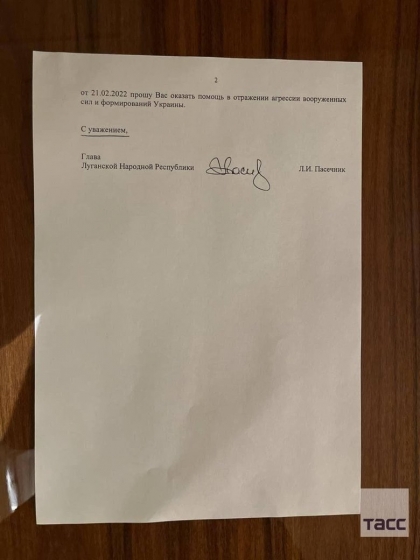 2
от 21.02.2022 прошу Вас оказать помощь в отражении агрессии вооруженных
сил и формирований Украины.
С уважением,
Глава
Луганской Народной Республики
Л.И. Пасечник
ТАСС